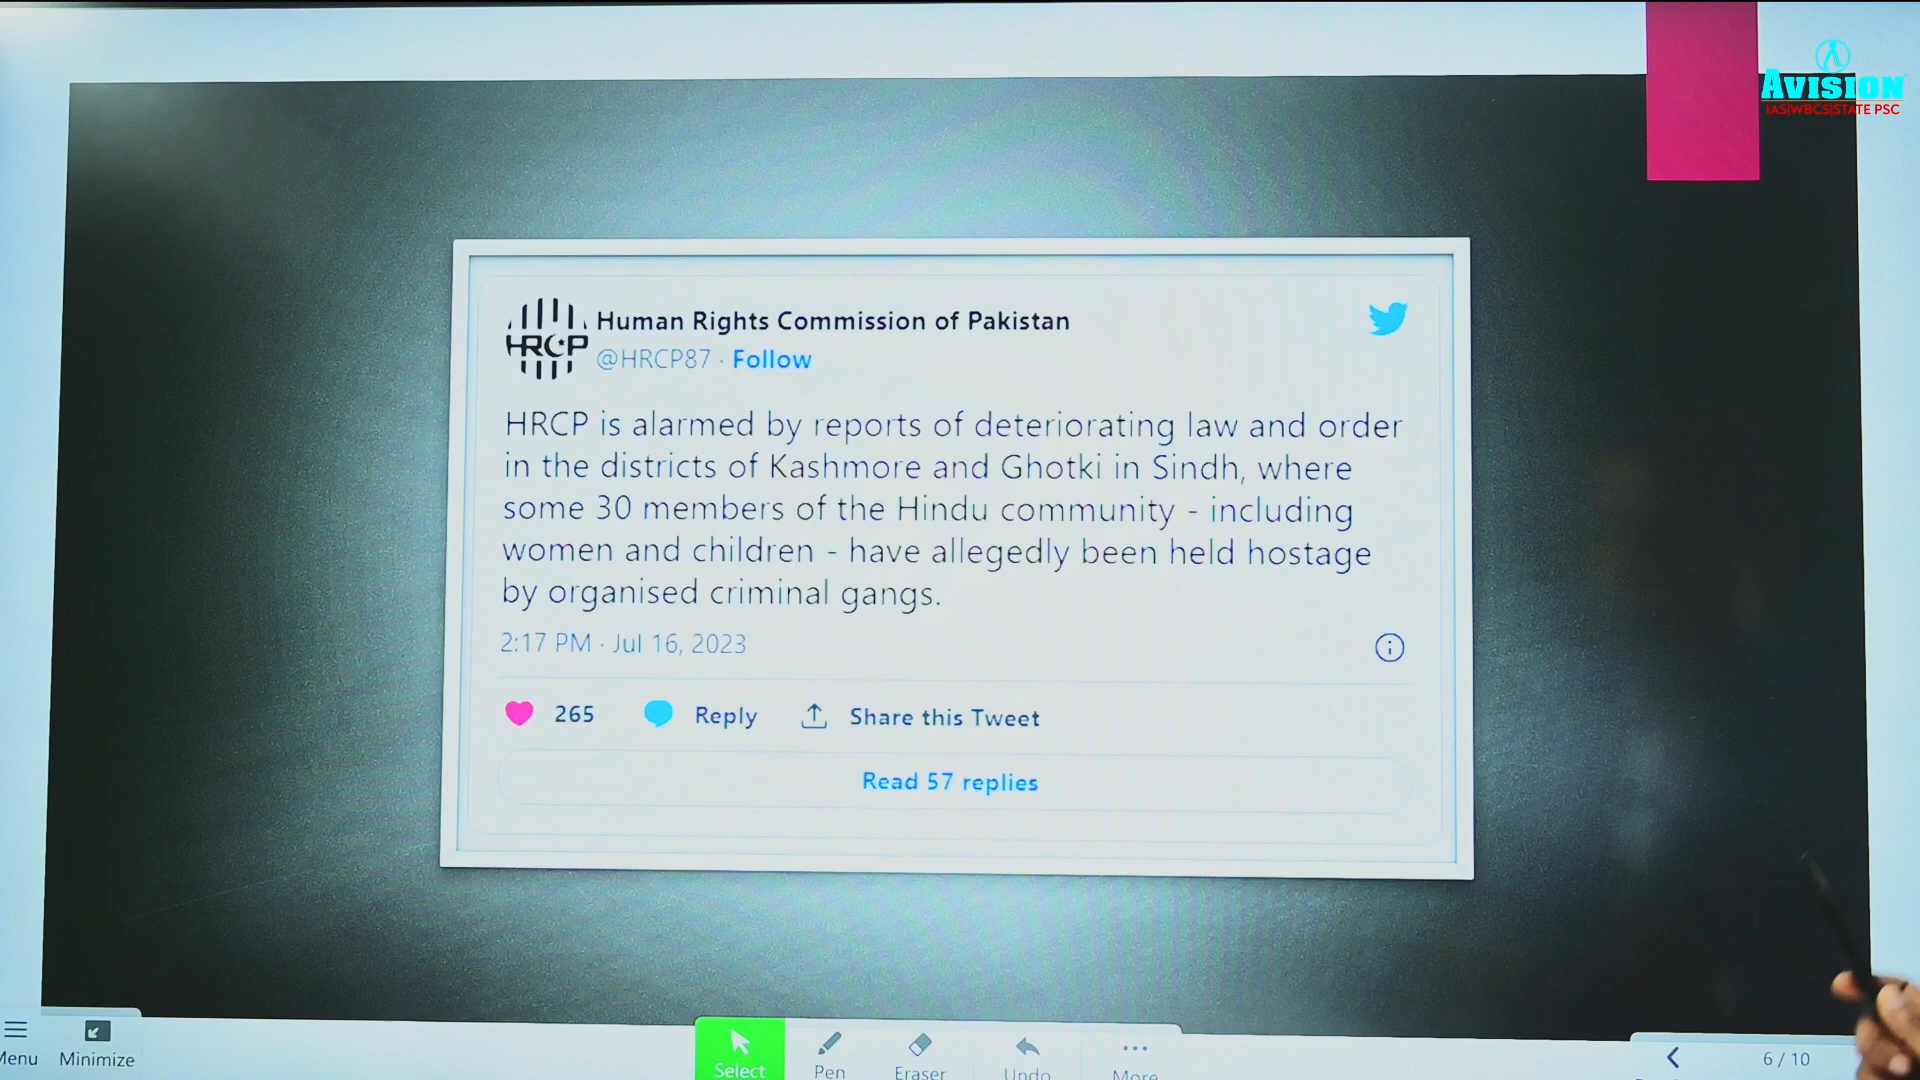 AVISION
IAS|WBCS|STATE PSC
HRCP
Human Rights Commission of Pakistan
@HRCP87 · Follow
HRCP is alarmed by reports of deteriorating law and order
in the districts of Kashmore and Ghotki in Sindh, where
some 30 members of the Hindu community - including
women and children - have allegedly been held hostage
by organised criminal gangs.
2:17 PM · Jul 16, 2023
265 Reply Share this Tweet
Read 57 replies
Menu Minimize Select Pen Eraser Undo More 6 / 10